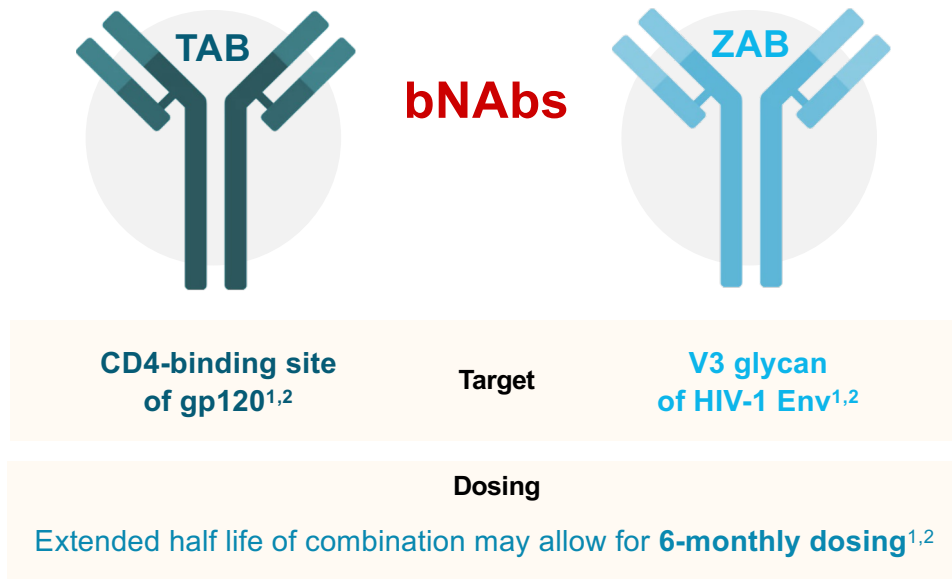 TAB
ZAB
bNAbs
CD4-binding site
of gp120¹,²
Target
V3 glycan
of HIV-1 Env¹,²
Dosing
Extended half life of combination may allow for 6-monthly dosing¹,²